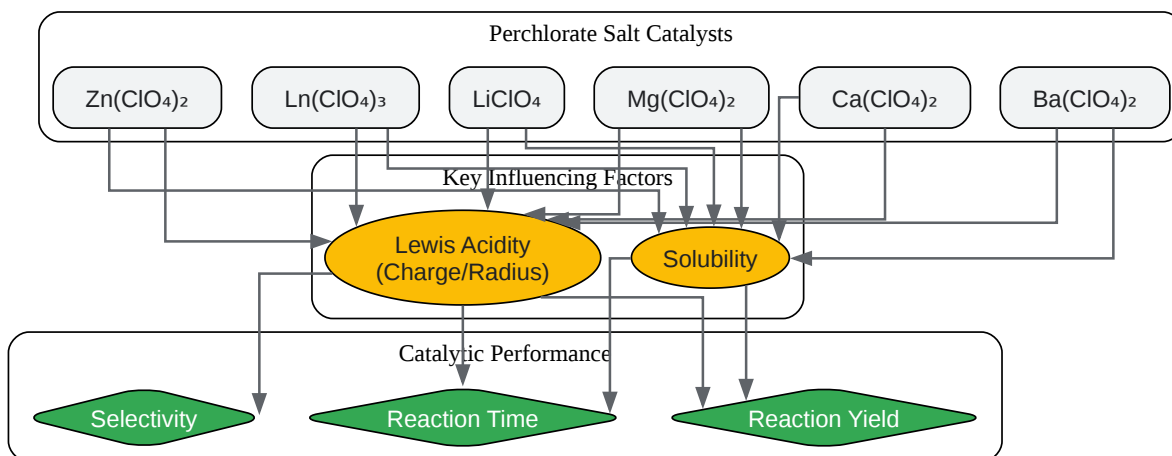 Perchlorate Salt Catalysts
Zn(ClO₄)₂
Ln(ClO₄)₃
LiClO₄
Mg(ClO₄)₂
Ca(ClO₄)₂
Ba(ClO₄)₂
Key Influencing Factors
Lewis Acidity
(Charge/Radius)
Solubility
Catalytic Performance
Selectivity
Reaction Time
Reaction Yield